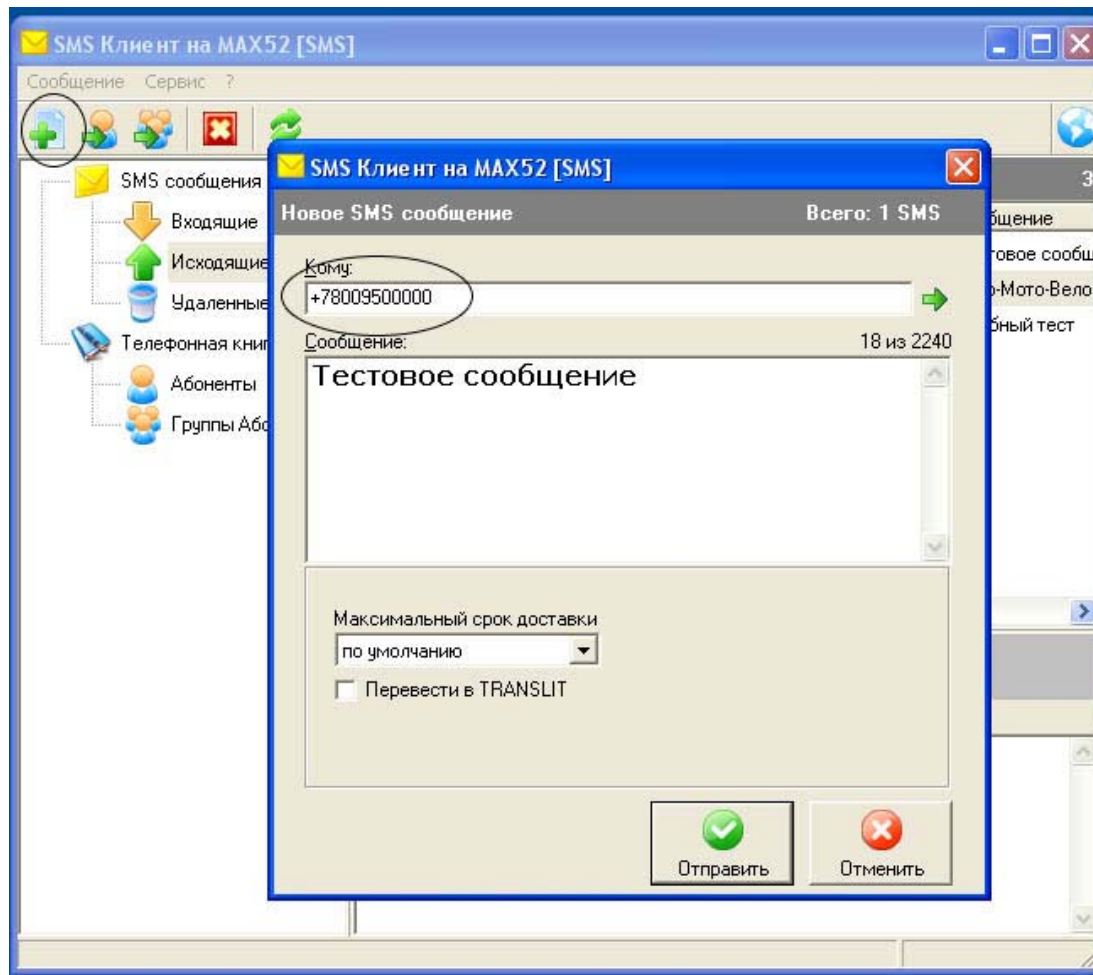 SMS Клиент на MAX52 [SMS]
Сообщение Сервис ?
SMS сообщения
Входящие
Исходящие
Удаленные
Телефонная книг
Абоненты
Группы Або
SMS Клиент на MAX52 [SMS]
Новое SMS сообщение Всего: 1 SMS
Кому:
+78009500000
Сообщение: 18 из 2240
Тестовое сообщение
Максимальный срок доставки
по умолчанию
Перевести в TRANSLIT
Отправить Отменить
3
бщение
товое сообщ
о-Мото-Вело
бный тест